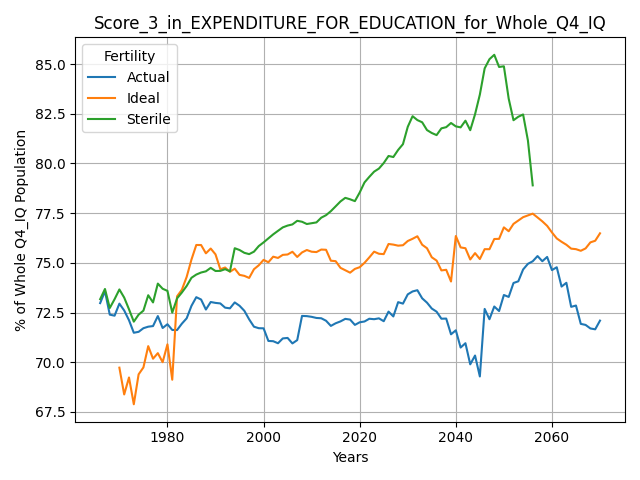 Score_3_in_EXPENDITURE_FOR_EDUCATION_for_Whole_Q4_IQ
Fertility
Actual
Ideal
Sterile
85.0
82.5
80.0
77.5
75.0
72.5
70.0
67.5
% of Whole Q4_IQ Population
1980
2000
2020
2040
2060
Years